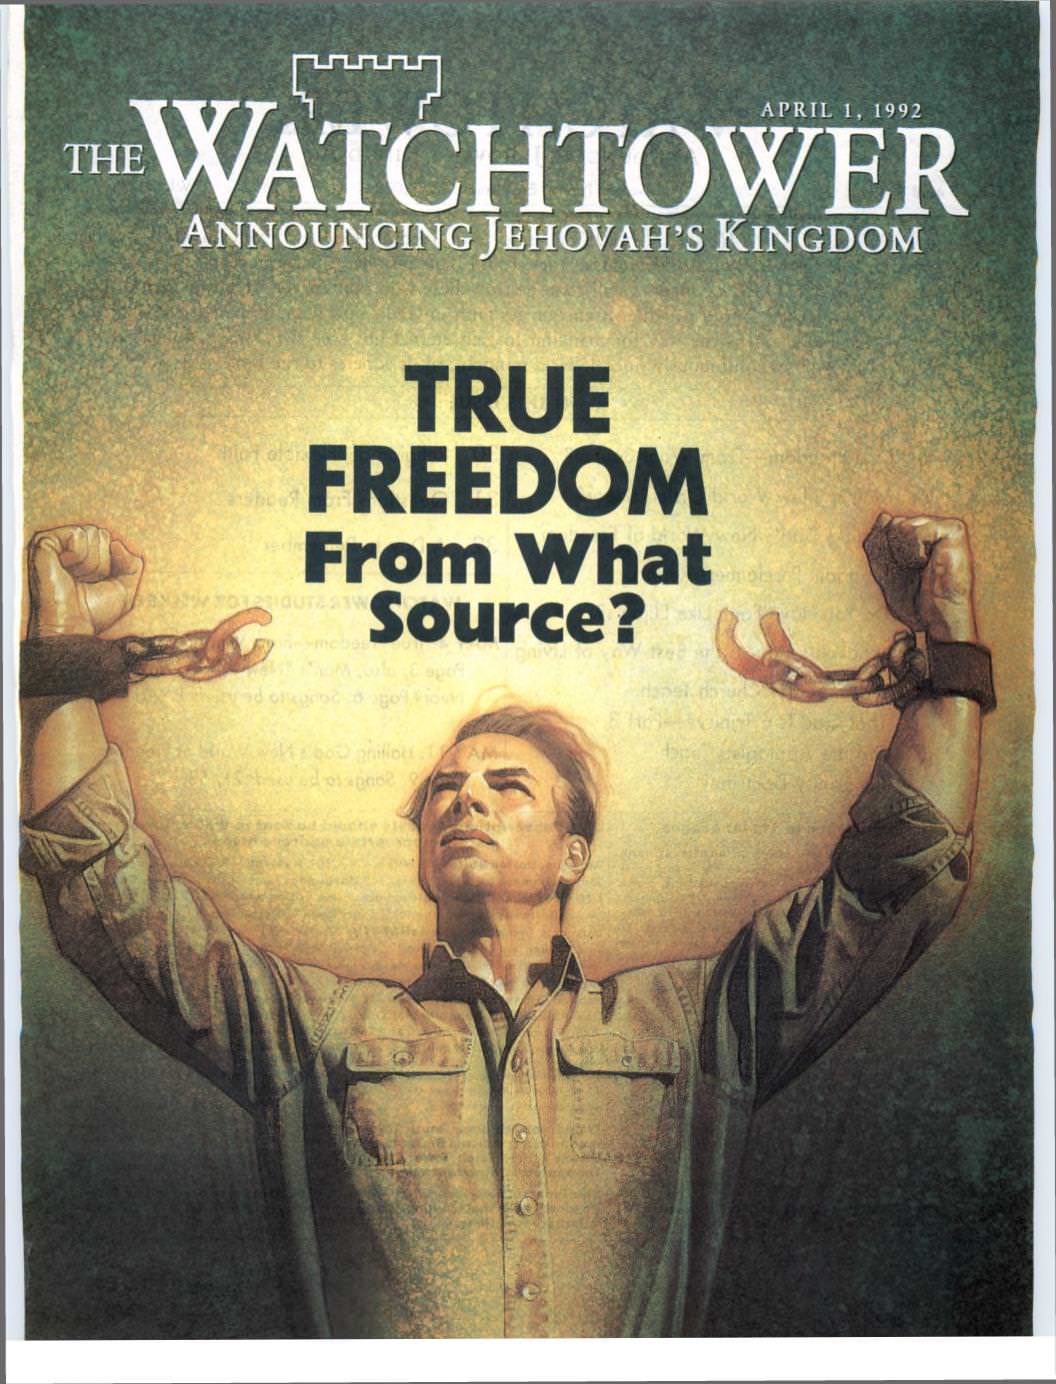 APRIL 1, 1992
THE WATCHTOWER
ANNOUNCING JEHOVAH'S KINGDOM
TRUE
FREEDOM
From What
Source?